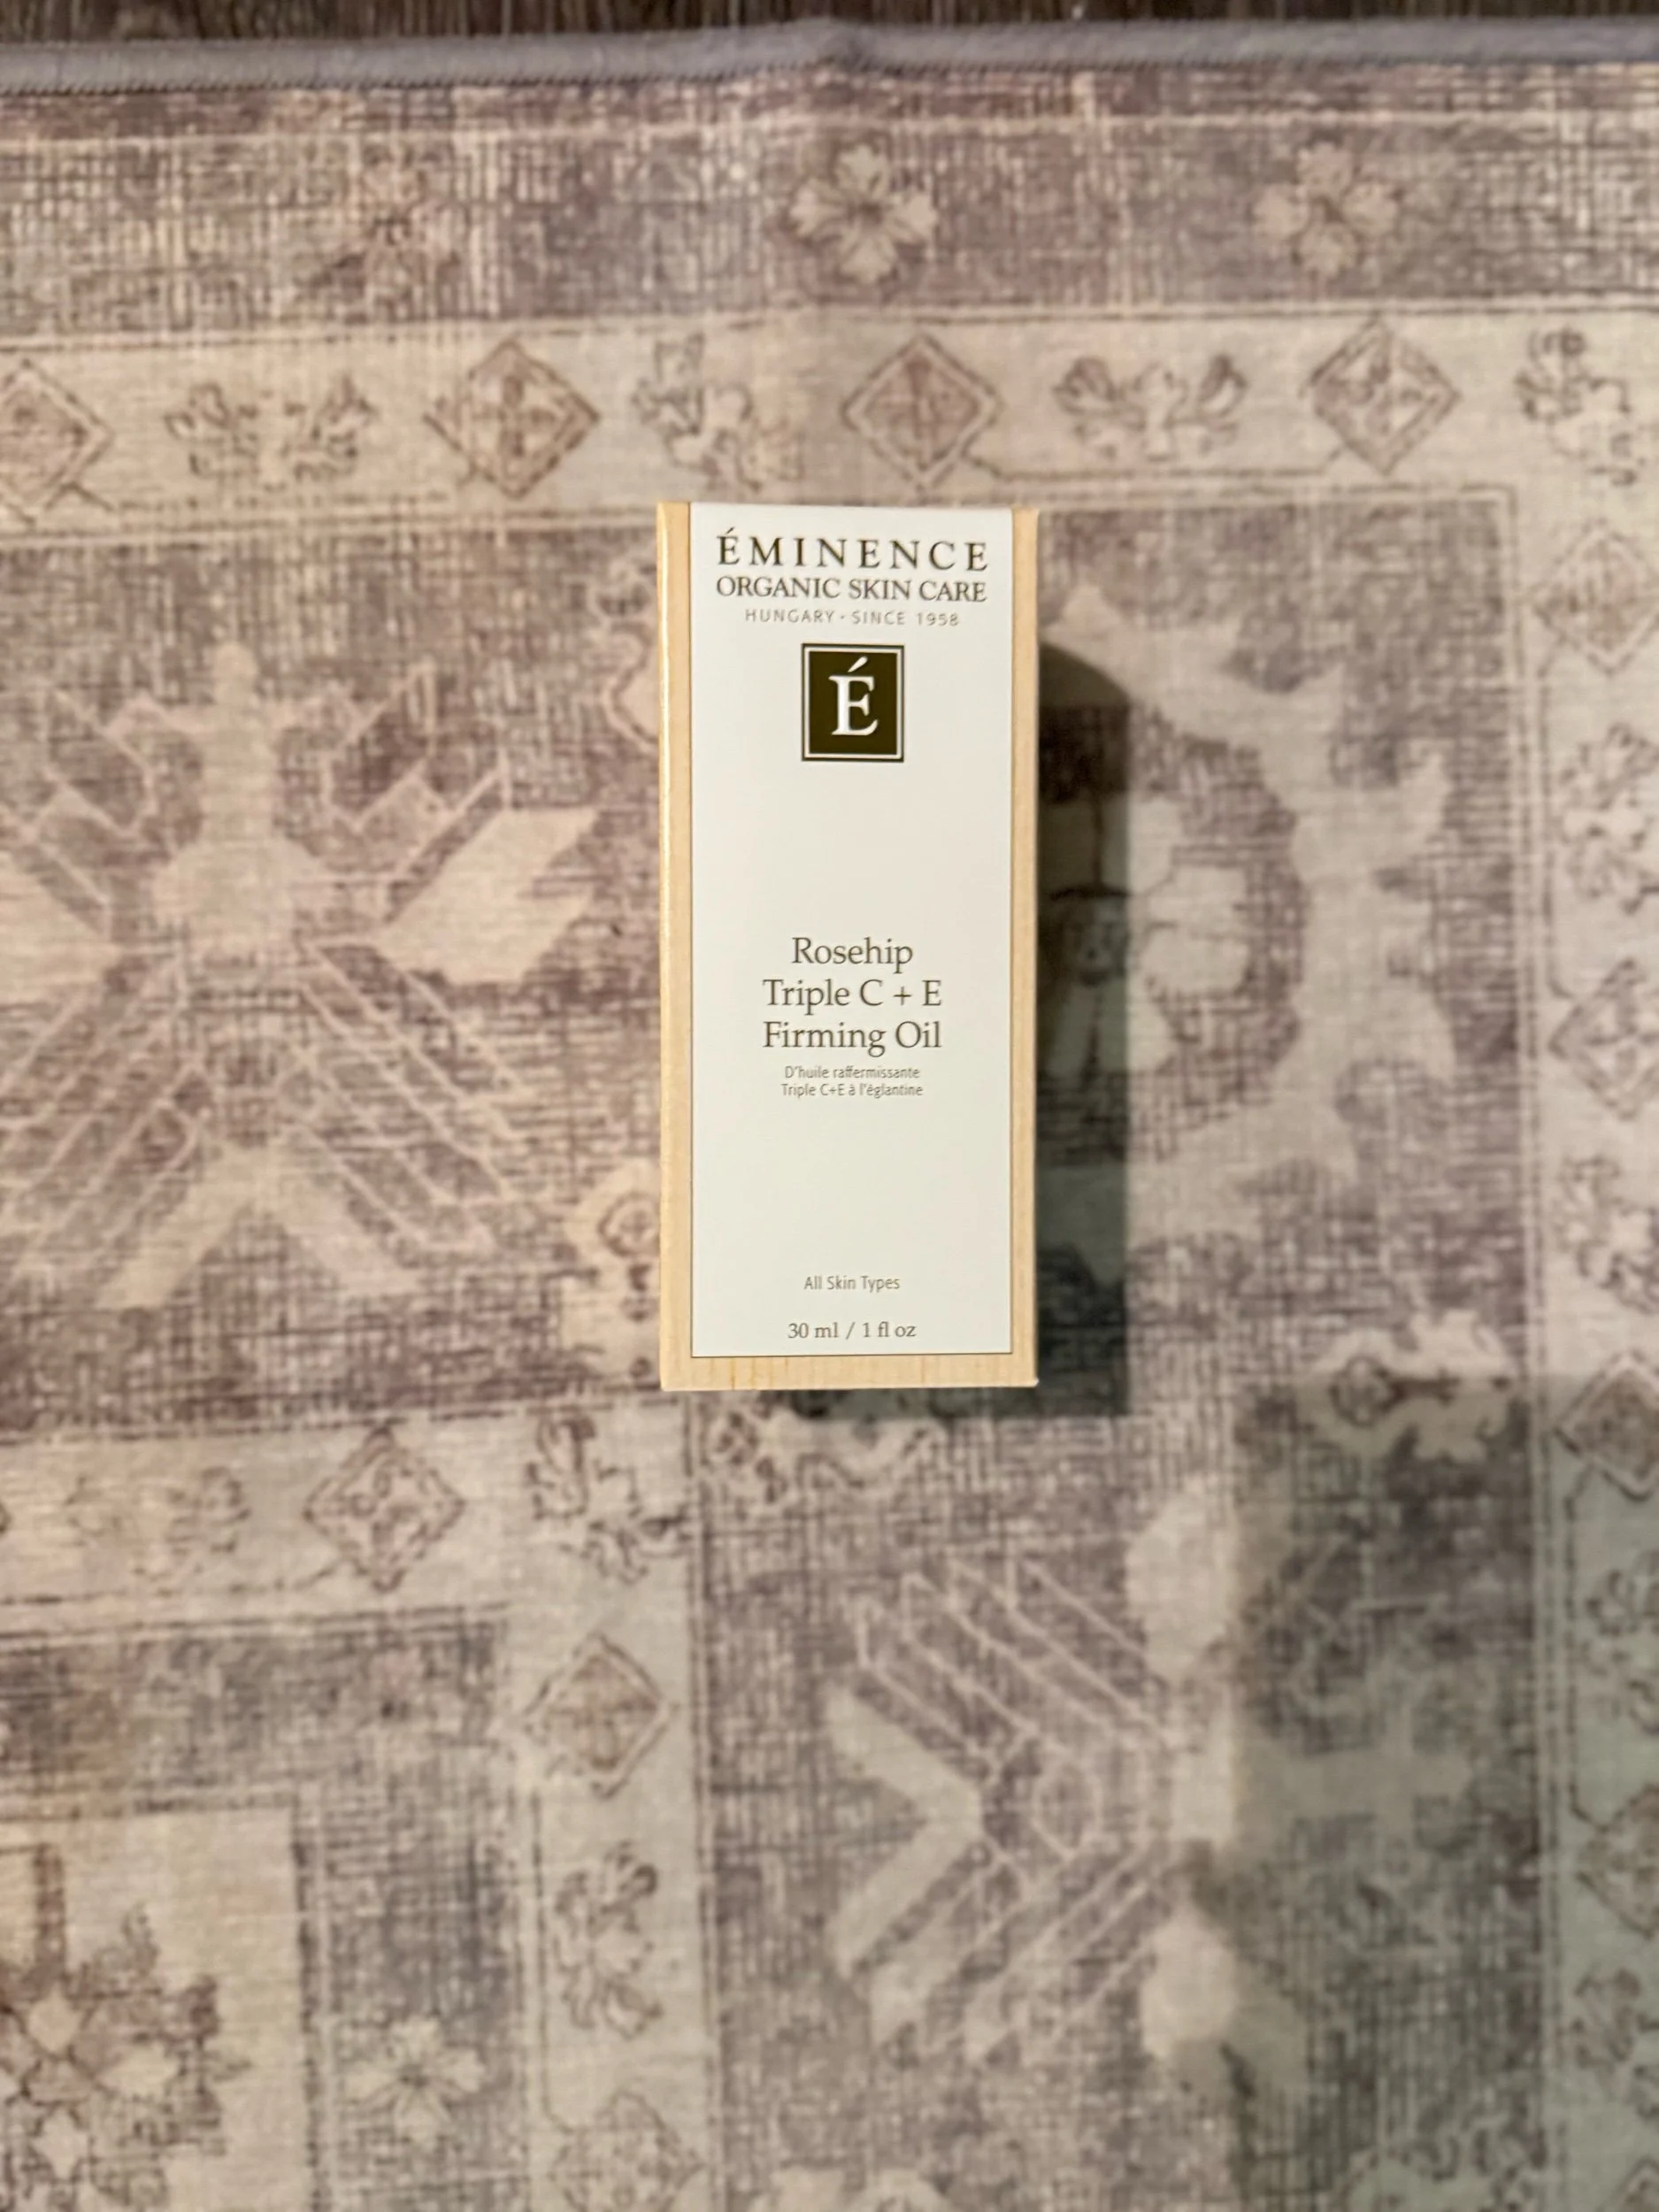 ÉMINENCE
ORGANIC SKIN CARE
HUNGARY · SINCE 1958
É
Rosehip
Triple C + E
Firming Oil
D'huile raffermissante
Triple C+E à l'églantine
All Skin Types
30 ml / 1 fl oz